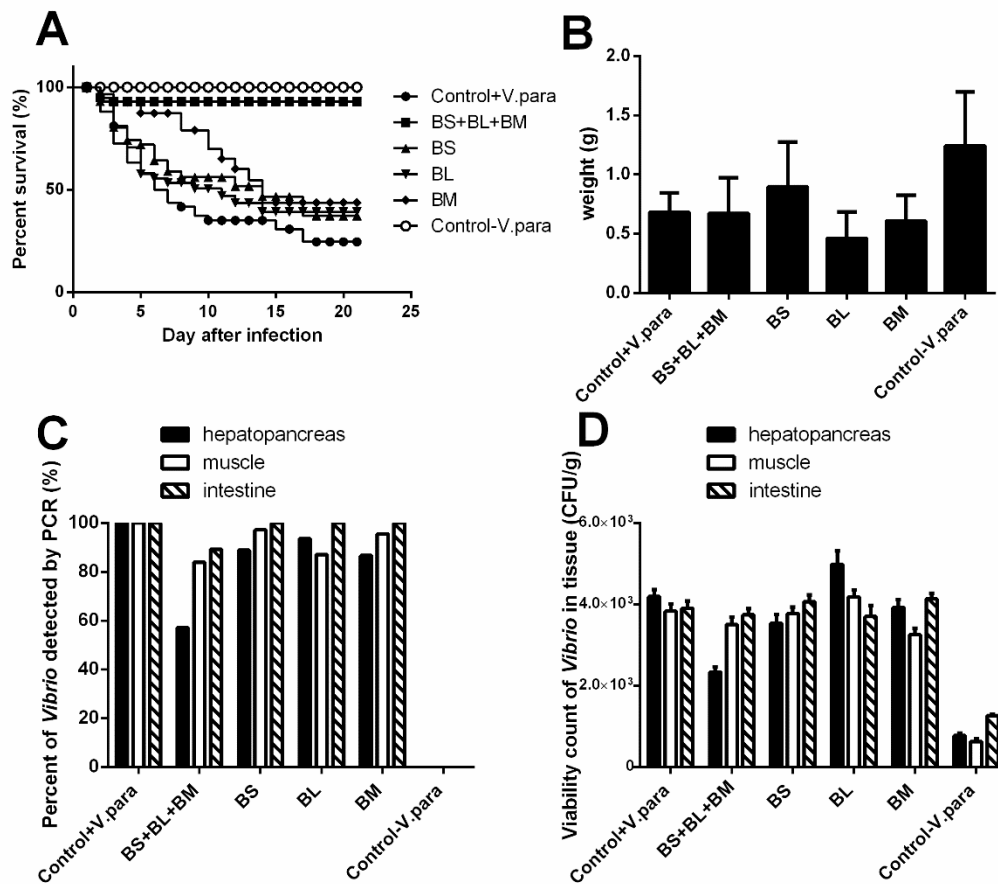 A
Percent survival (%)
100
50
0
0
5
10
15
20
25
Day after infection
Control+V.para
BS+BL+BM
BS
BL
BM
Control-V.para
B
weight (g)
2.0
1.5
1.0
0.5
0.0
Control+V.para
BS+BL+BM
BS
BL
BM
Control-V.para
C
hepatopancreas
muscle
intestine
Percent of Vibrio detected by PCR (%)
100
80
60
40
20
0
Control+V.para
BS+BL+BM
BS
BL
BM
Control-V.para
D
hepatopancreas
muscle
intestine
Viability count of Vibrio in tissue (CFU/g)
6.0×10³
4.0×10³
2.0×10³
0
Control+V.para
BS+BL+BM
BS
BL
BM
Control-V.para